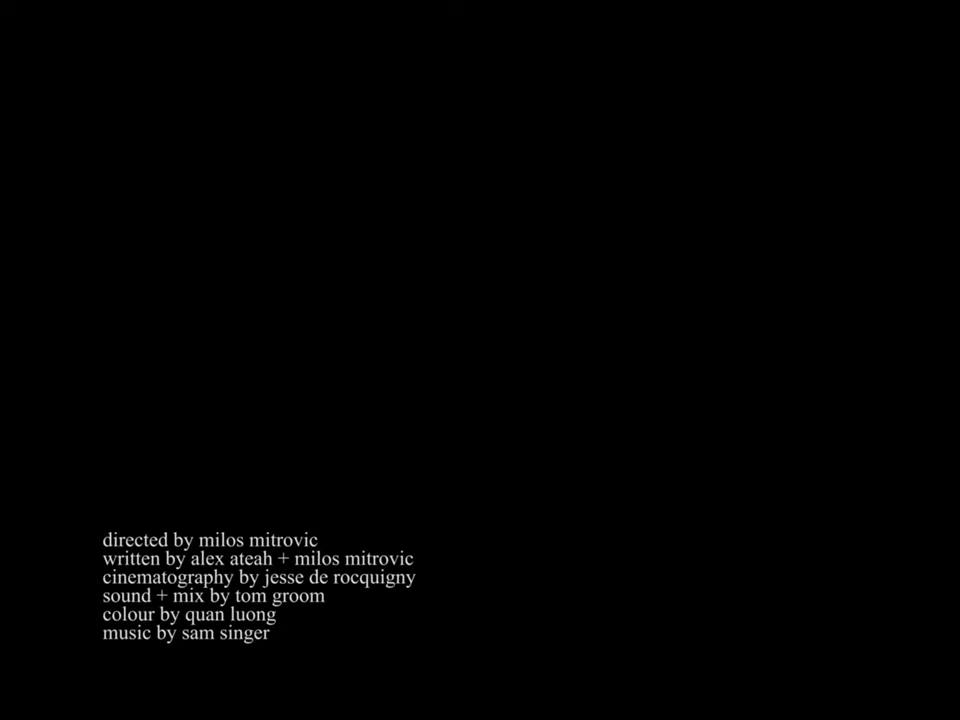 directed by milos mitrovic
written by alex ateah + milos mitrovic
cinematography by jesse de rocquigny
sound + mix by tom groom
colour by quan luong
music by sam singer